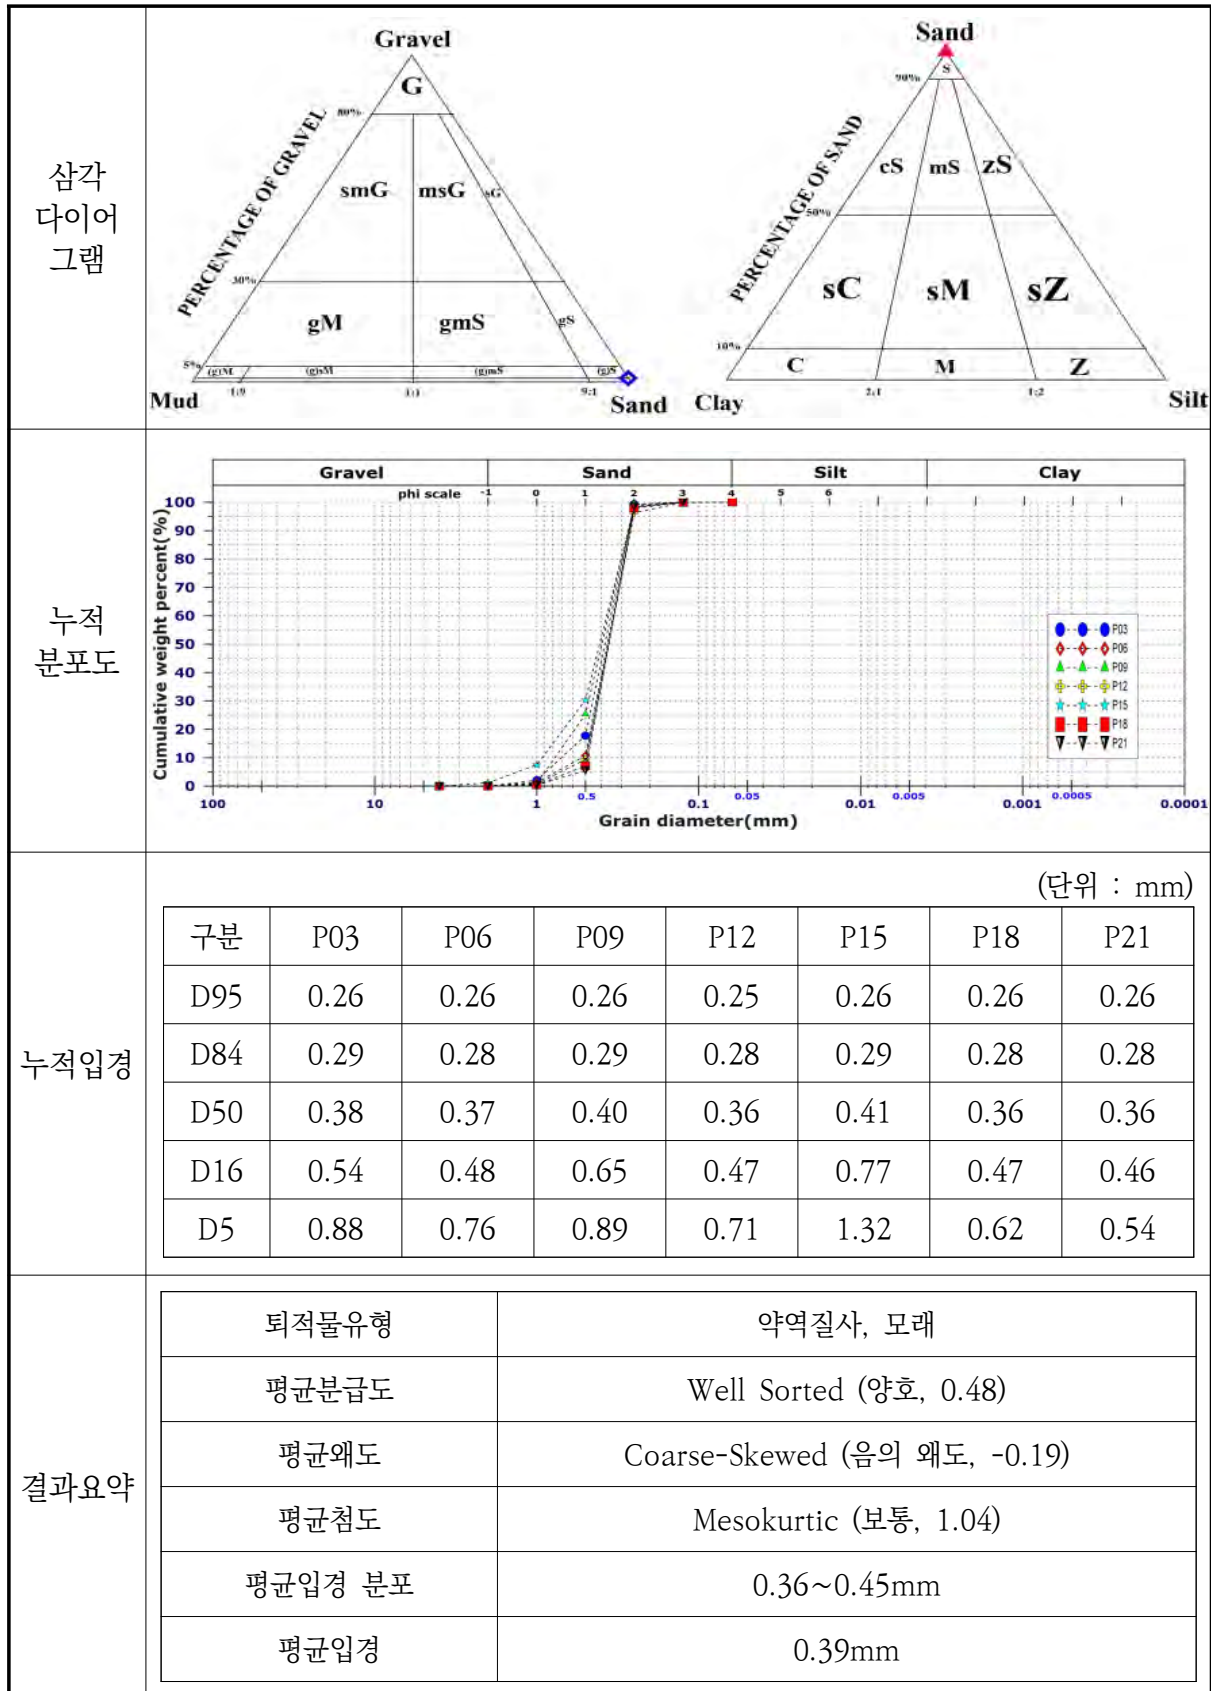 삼각
다이어
그램
Gravel
G
80%
PERCENTAGE OF GRAVEL
smG msG sG
30%
gM gmS gS
5%
(g)M (g)sM (g)mS (g)S
1:9 1:1 9:1
Mud Sand
Sand
S
90%
PERCENTAGE OF SAND
cS mS zS
50%
sC sM sZ
10%
C M Z
2:1 1:2
Clay Silt
누적
분포도
Gravel Sand Silt Clay
phi scale -1 0 1 2 3 4 5 6
Cumulative weight percent(%)
100
90
80
70
60
50
40
30
20
10
0
P03
P06
P09
P12
P15
P18
P21
100 10 1 0.5 0.1 0.05 0.01 0.005 0.001 0.0005 0.0001
Grain diameter(mm)
누적입경
(단위 : mm)
구분 P03 P06 P09 P12 P15 P18 P21
D95 0.26 0.26 0.26 0.25 0.26 0.26 0.26
D84 0.29 0.28 0.29 0.28 0.29 0.28 0.28
D50 0.38 0.37 0.40 0.36 0.41 0.36 0.36
D16 0.54 0.48 0.65 0.47 0.77 0.47 0.46
D5 0.88 0.76 0.89 0.71 1.32 0.62 0.54
결과요약
퇴적물유형 약역질사, 모래
평균분급도 Well Sorted (양호, 0.48)
평균왜도 Coarse-Skewed (음의 왜도, -0.19)
평균첨도 Mesokurtic (보통, 1.04)
평균입경 분포 0.36~0.45mm
평균입경 0.39mm